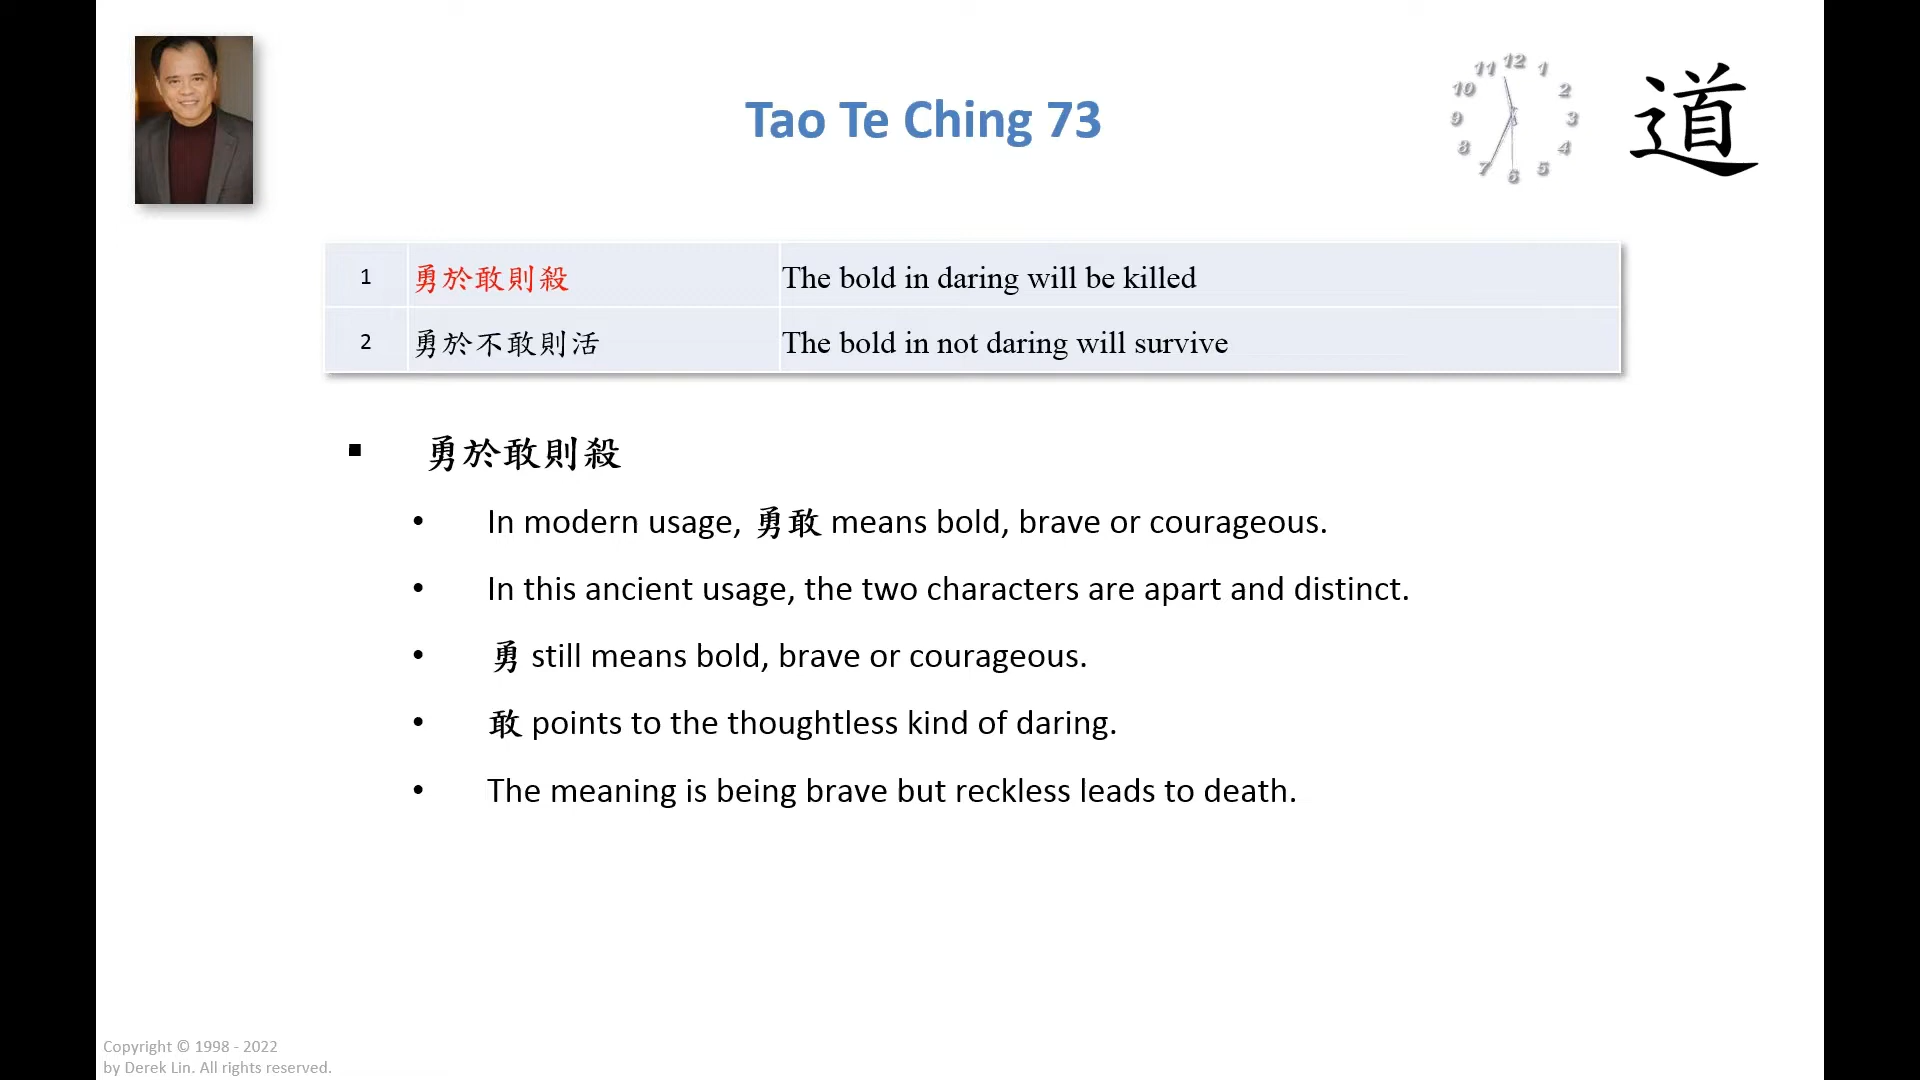 Tao Te Ching 73
12
11
1
10
2
9
3
8
4
7
6
5
道
1 勇於敢則殺 The bold in daring will be killed
2 勇於不敢則活 The bold in not daring will survive
▪ 勇於敢則殺
• In modern usage, 勇敢 means bold, brave or courageous.
• In this ancient usage, the two characters are apart and distinct.
• 勇 still means bold, brave or courageous.
• 敢 points to the thoughtless kind of daring.
• The meaning is being brave but reckless leads to death.
Copyright © 1998 - 2022
by Derek Lin. All rights reserved.